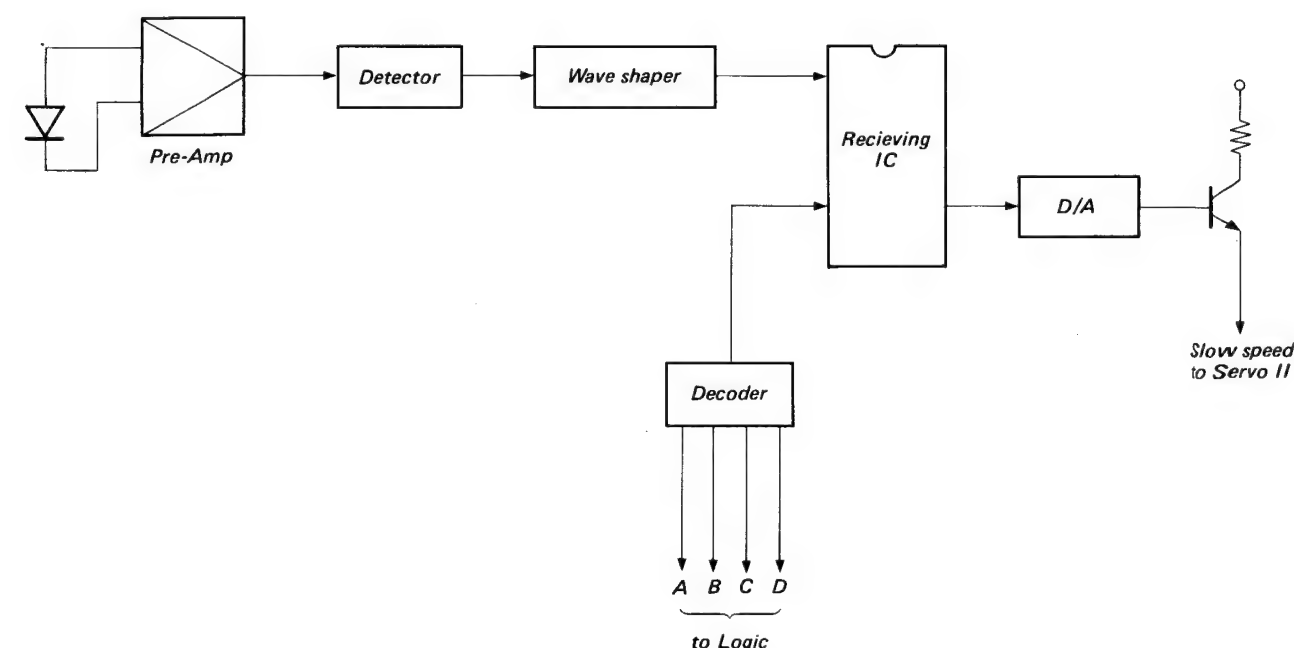 Pre-Amp
Detector
Wave shaper
Recieving
IC
D/A
Slow speed
to Servo II
Decoder
A B C D
to Logic